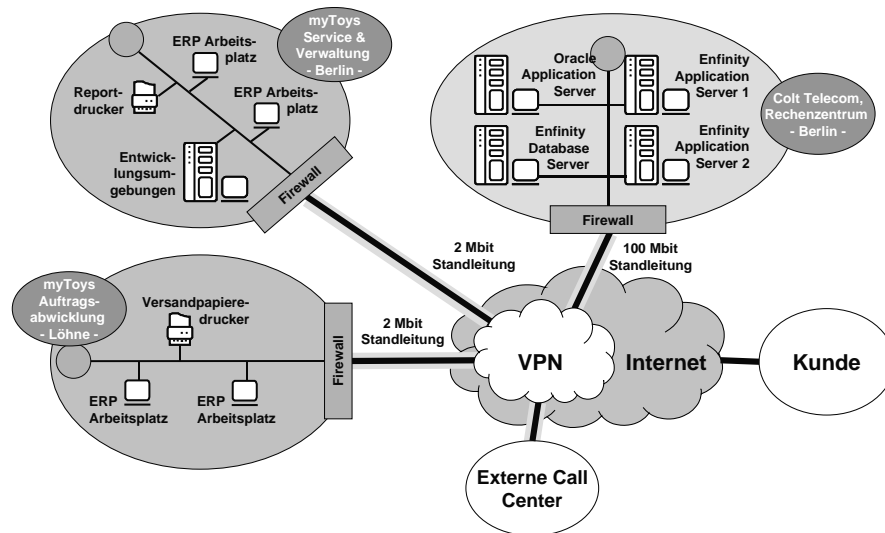 myToys
Service &
Verwaltung
- Berlin -
ERP Arbeits-
platz
Report-
drucker
ERP Arbeits-
platz
Entwick-
lungsum-
gebungen
Firewall
Oracle
Application
Server
Enfinity
Application
Server 1
Enfinity
Database
Server
Enfinity
Application
Server 2
Colt Telecom,
Rechenzentrum
- Berlin -
Firewall
2 Mbit
Standleitung
100 Mbit
Standleitung
myToys
Auftrags-
abwicklung
- Löhne -
Versandpapiere-
drucker
ERP
Arbeitsplatz
ERP
Arbeitsplatz
Firewall
2 Mbit
Standleitung
VPN
Internet
Kunde
Externe Call
Center